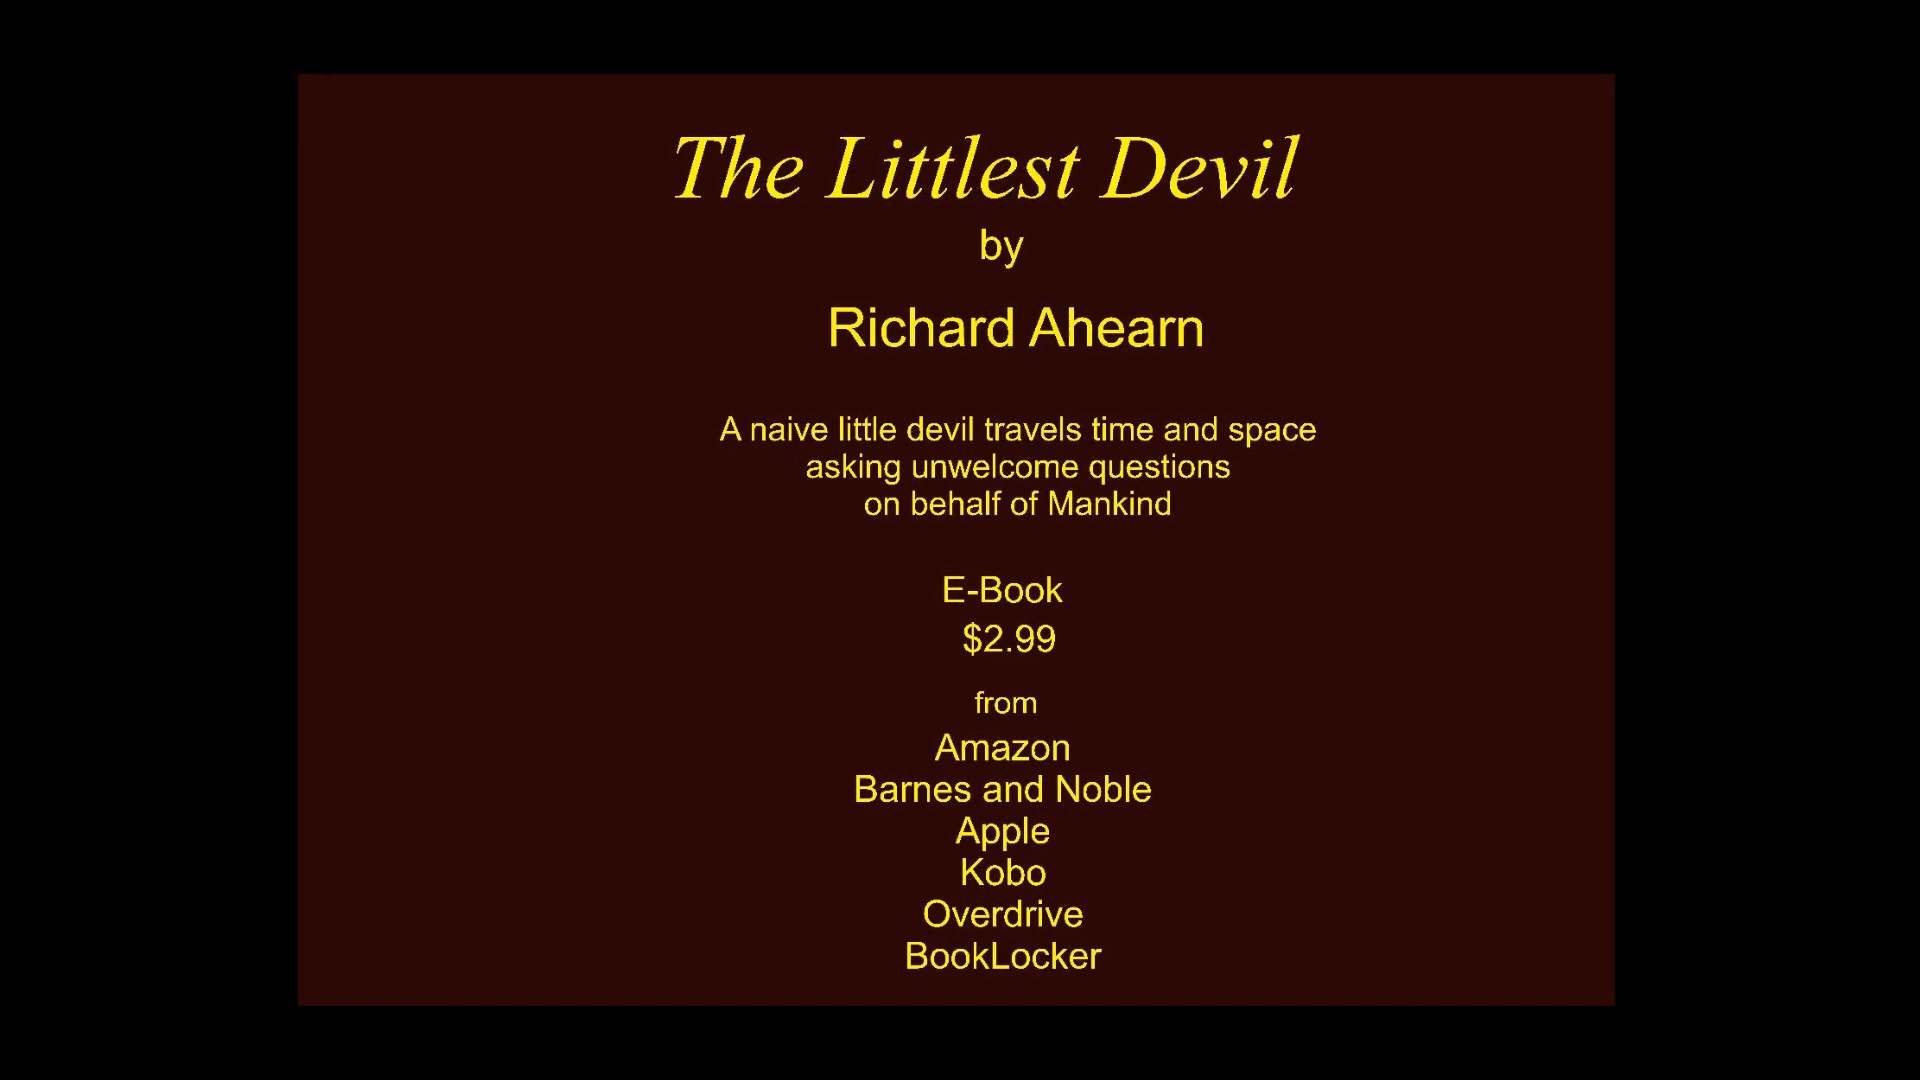 The Littlest Devil
by
Richard Ahearn
A naive little devil travels time and space
asking unwelcome questions
on behalf of Mankind
E-Book
$2.99
from
Amazon
Barnes and Noble
Apple
Kobo
Overdrive
BookLocker